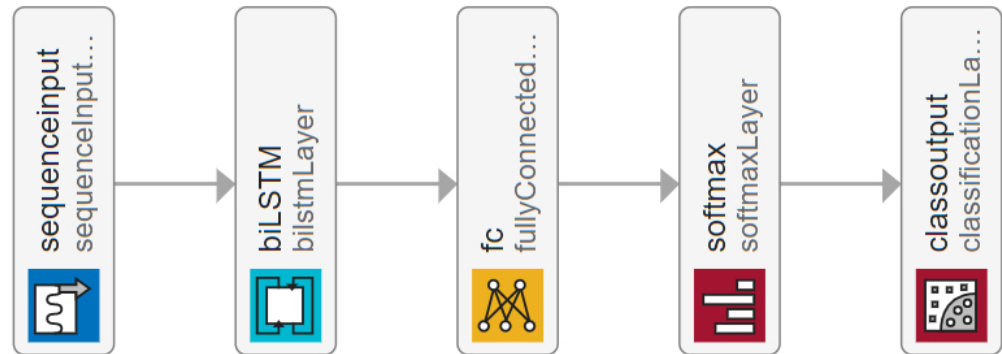 sequenceinput
sequenceInput...
biLSTM
bilstmLayer
fc
fullyConnected...
softmax
softmaxLayer
classoutput
classificationLa...